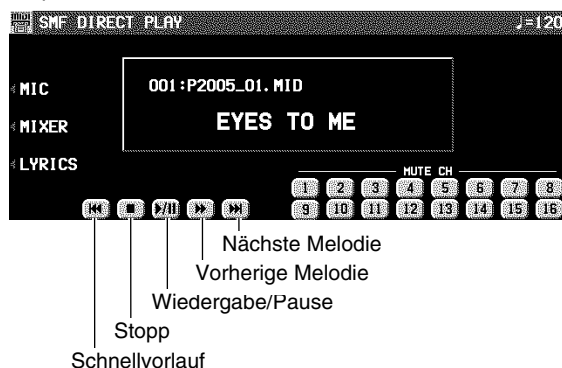 midi SMF DIRECT PLAY ♩=120
MIC
001:P2005_01.MID
MIXER
EYES TO ME
LYRICS
MUTE CH
1 2 3 4 5 6 7 8
9 10 11 12 13 14 15 16
Nächste Melodie
Vorherige Melodie
Wiedergabe/Pause
Stopp
Schnellvorlauf